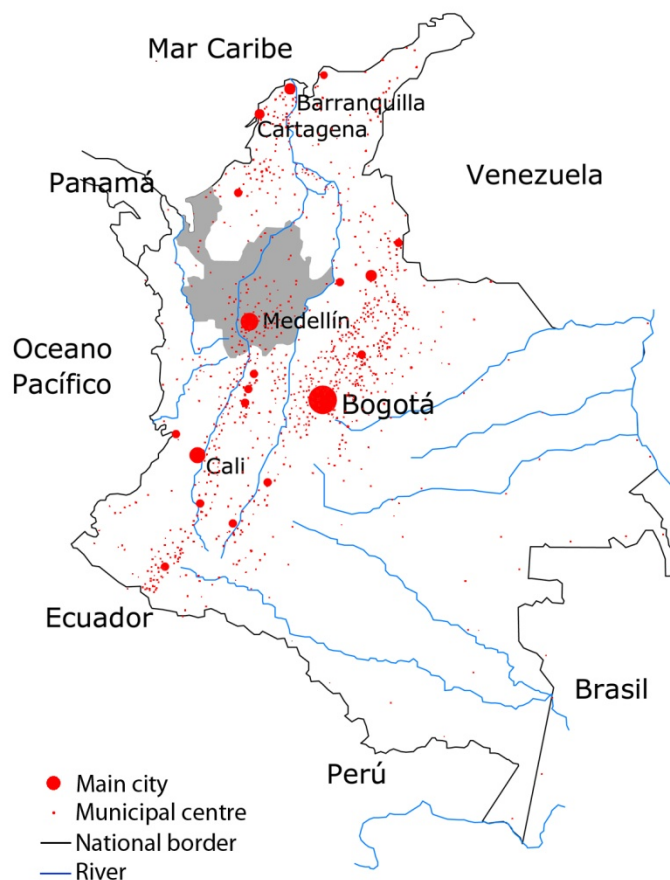 Mar Caribe
Barranquilla
Cartagena
Panamá
Venezuela
Medellín
Oceano
Pacífico
Bogotá
Cali
Ecuador
Brasil
Perú
Main city
Municipal centre
National border
River